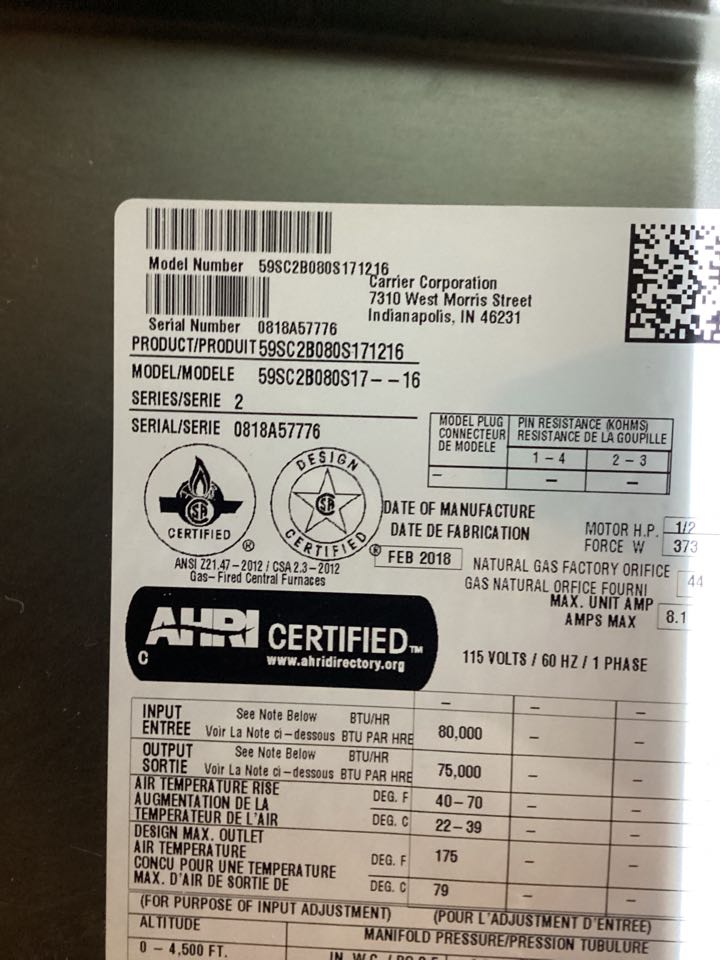 Model Number 59SC2B080S171216
Carrier Corporation
7310 West Morris Street
Indianapolis, IN 46231
Serial Number 0818A57776
PRODUCT/PRODUIT 59SC2B080S171216
MODEL/MODELE 59SC2B080S17--16
SERIES/SERIE 2
SERIAL/SERIE 0818A57776
MODEL PLUG
CONNECTEUR
DE MODELE
PIN RESISTANCE (KOHMS)
RESISTANCE DE LA GOUPILLE
1-4 2-3
- - -
CERTIFIED ®
DESIGN
CERTIFIED ®
ANSI Z21.47-2012 / CSA 2.3-2012
Gas-Fired Central Furnaces
DATE OF MANUFACTURE
DATE DE FABRICATION
FEB 2018
MOTOR H.P. 1/2
FORCE W 373
NATURAL GAS FACTORY ORIFICE
GAS NATURAL ORFICE FOURNI 44
MAX. UNIT AMP
AMPS MAX 8.1
AHRI CERTIFIED™
C www.ahridirectory.org
115 VOLTS / 60 HZ / 1 PHASE
- - -
INPUT See Note Below BTU/HR
ENTREE Voir La Note ci-dessous BTU PAR HRE 80,000 - -
OUTPUT See Note Below BTU/HR
SORTIE Voir La Note ci-dessous BTU PAR HRE 75,000 - -
AIR TEMPERATURE RISE DEG. F 40-70 - -
AUGMENTATION DE LA
TEMPERATEUR DE L'AIR DEG. C 22-39 - -
DESIGN MAX. OUTLET
AIR TEMPERATURE DEG. F 175 - -
CONCU POUR UNE TEMPERATURE
MAX. D'AIR DE SORTIE DE DEG. C 79 - -
(FOR PURPOSE OF INPUT ADJUSTMENT) (POUR L'ADJUSTMENT D'ENTREE)
ALTITUDE MANIFOLD PRESSURE/PRESSION TUBULURE
0 - 4,500 FT.